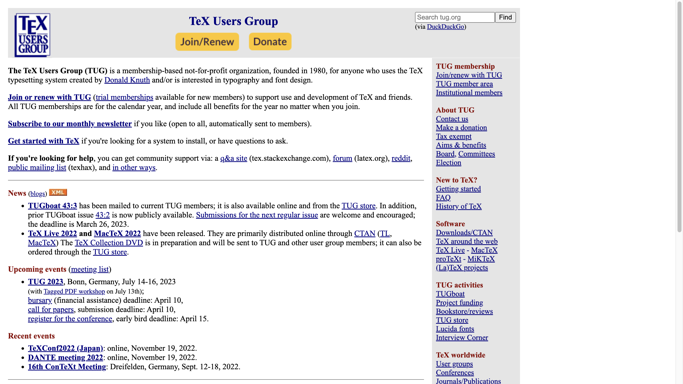 TEX
USERS
GROUP
TeX Users Group
Join/Renew Donate
Search tug.org Find
(via DuckDuckGo)
The TeX Users Group (TUG) is a membership-based not-for-profit organization, founded in 1980, for anyone who uses the TeX
typesetting system created by Donald Knuth and/or is interested in typography and font design.
Join or renew with TUG (trial memberships available for new members) to support use and development of TeX and friends.
All TUG memberships are for the calendar year, and include all benefits for the year no matter when you join.
Subscribe to our monthly newsletter if you like (open to all, automatically sent to members).
Get started with TeX if you're looking for a system to install, or have questions to ask.
If you're looking for help, you can get community support via: a q&a site (tex.stackexchange.com), forum (latex.org), reddit,
public mailing list (texhax), and in other ways.
News (blogs) XML
• TUGboat 43:3 has been mailed to current TUG members; it is also available online and from the TUG store. In addition,
prior TUGboat issue 43:2 is now publicly available. Submissions for the next regular issue are welcome and encouraged;
the deadline is March 26, 2023.
• TeX Live 2022 and MacTeX 2022 have been released. They are primarily distributed online through CTAN (TL,
MacTeX) The TeX Collection DVD is in preparation and will be sent to TUG and other user group members; it can also be
ordered through the TUG store.
Upcoming events (meeting list)
• TUG 2023, Bonn, Germany, July 14-16, 2023
(with Tagged PDF workshop on July 13th);
bursary (financial assistance) deadline: April 10,
call for papers, submission deadline: April 10,
register for the conference, early bird deadline: April 15.
Recent events
• TeXConf2022 (Japan): online, November 19, 2022.
• DANTE meeting 2022: online, November 19, 2022.
• 16th ConTeXt Meeting: Dreifelden, Germany, Sept. 12-18, 2022.
TUG membership
Join/renew with TUG
TUG member area
Institutional members
About TUG
Contact us
Make a donation
Tax exempt
Aims & benefits
Board, Committees
Election
New to TeX?
Getting started
FAQ
History of TeX
Software
Downloads/CTAN
TeX around the web
TeX Live - MacTeX
proTeXt - MiKTeX
(La)TeX projects
TUG activities
TUGboat
Project funding
Bookstore/reviews
TUG store
Lucida fonts
Interview Corner
TeX worldwide
User groups
Conferences
Journals/Publications